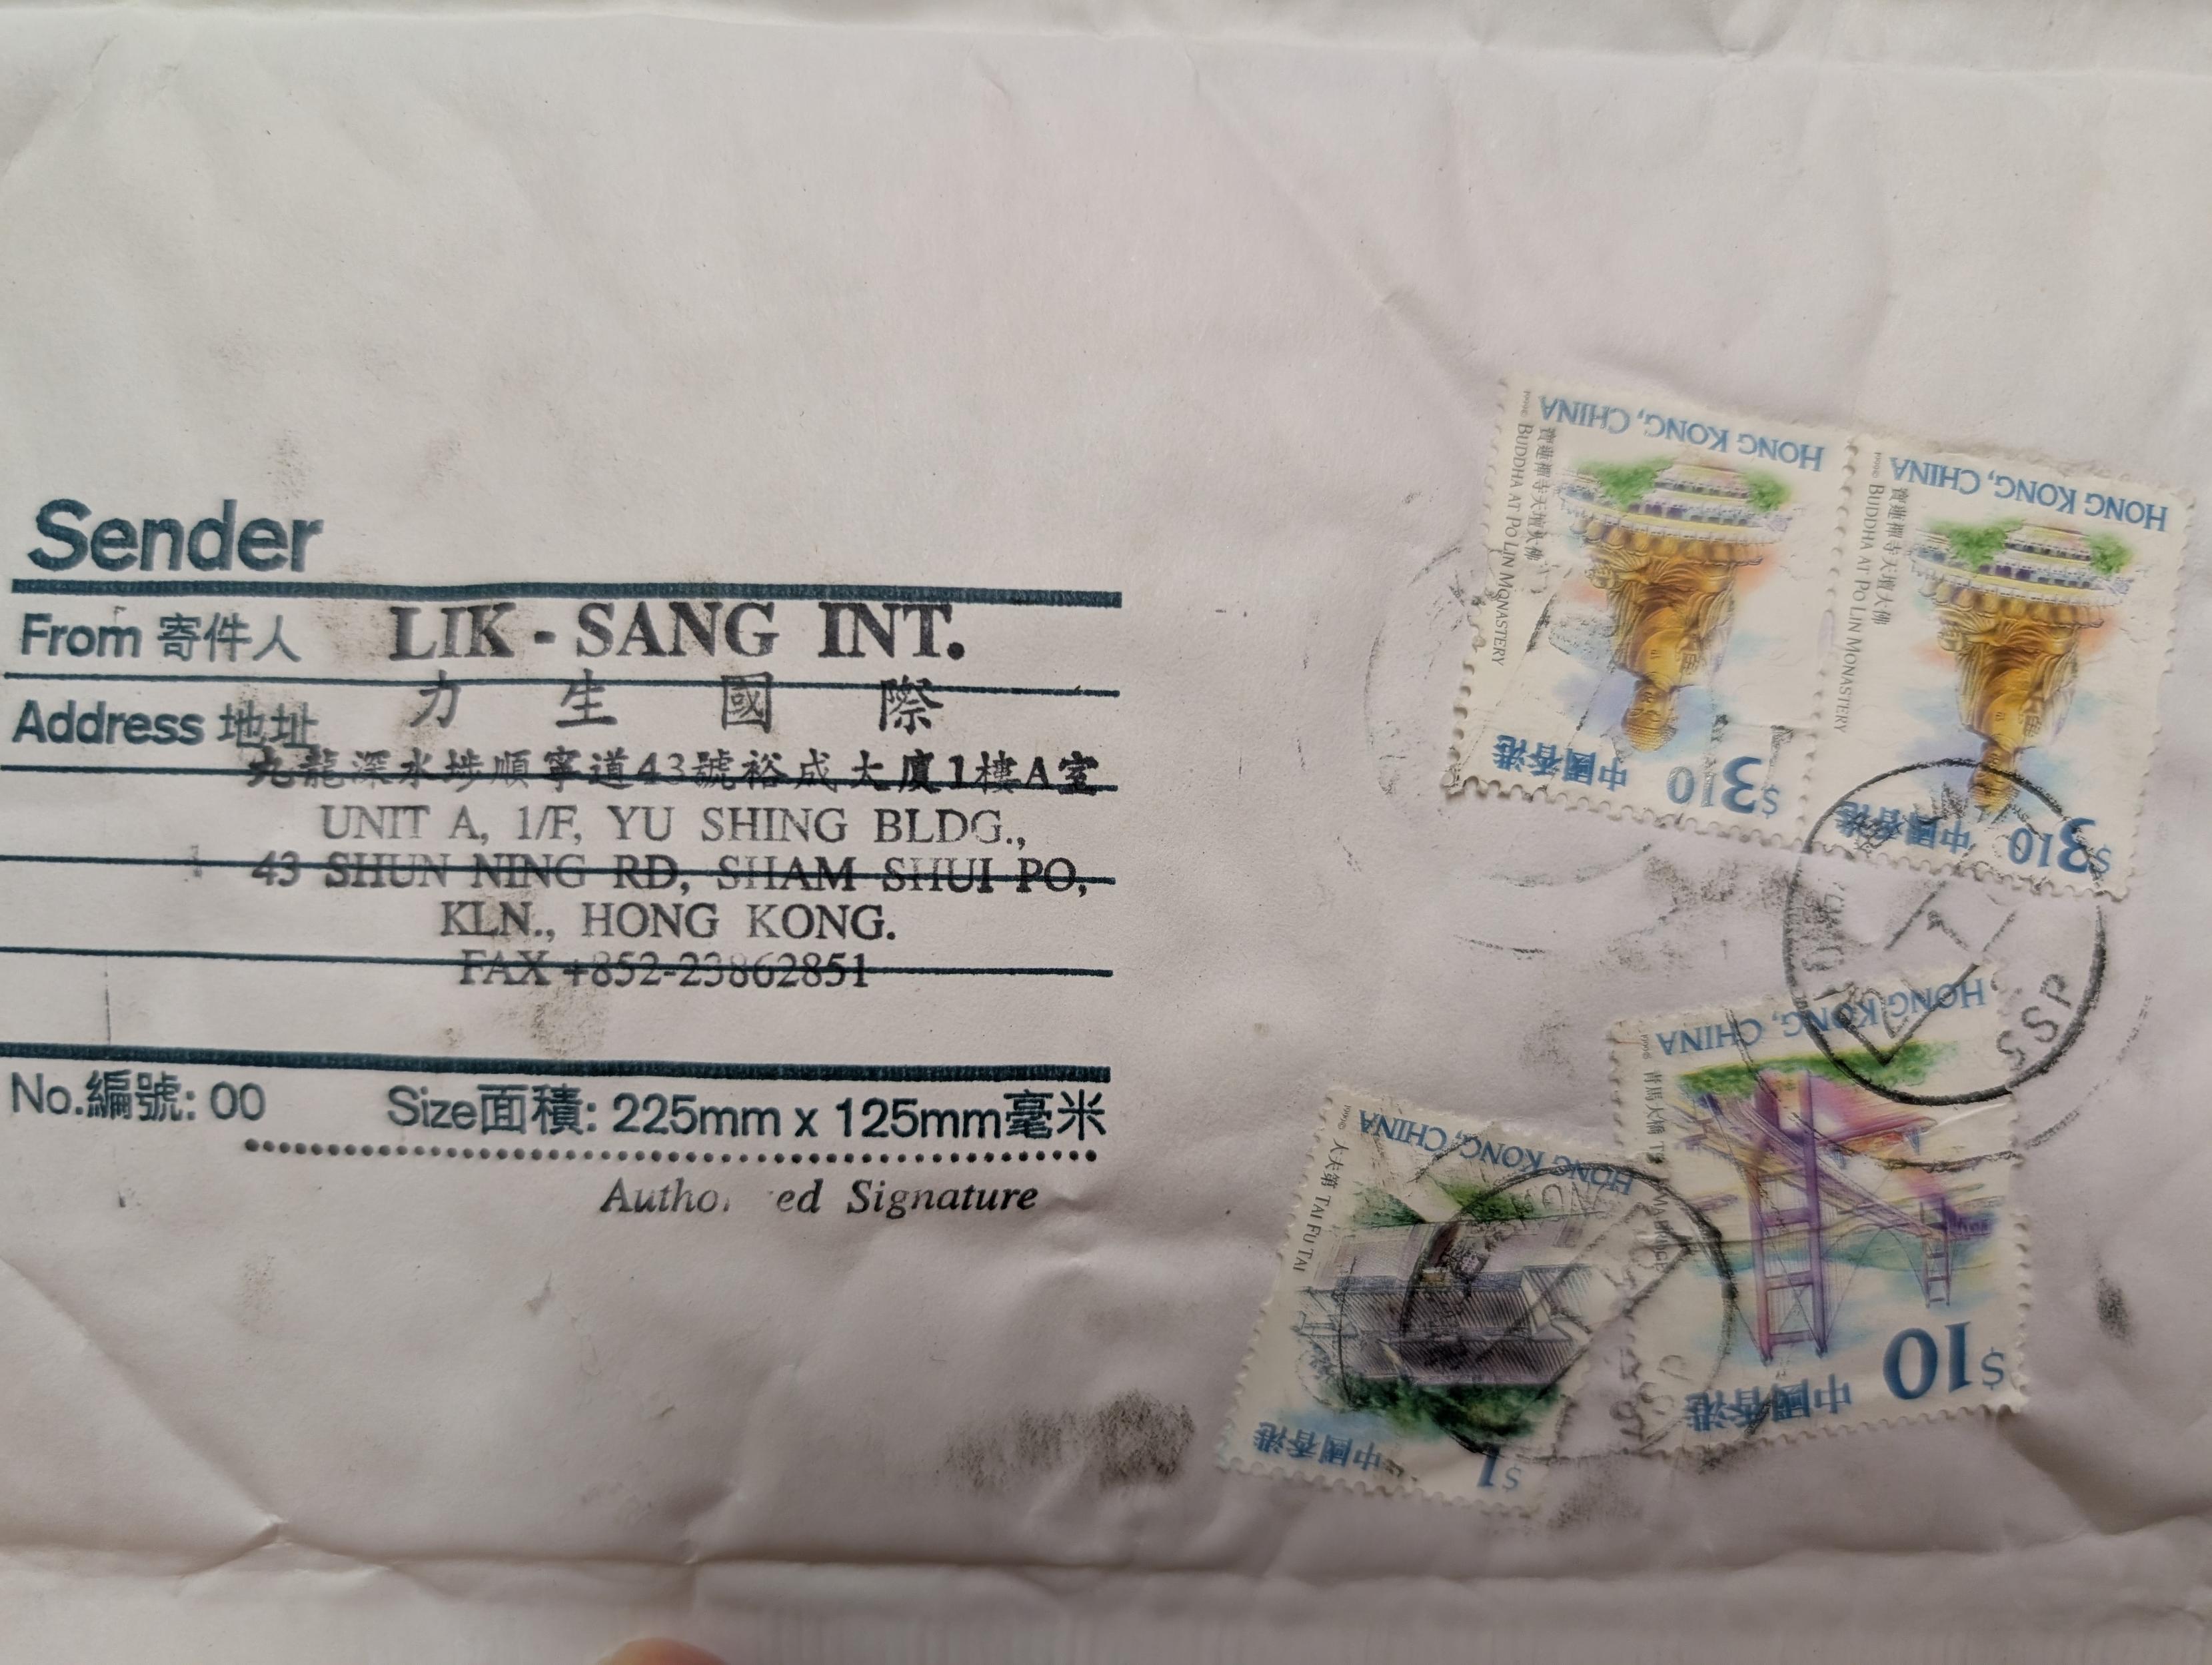 Sender
From 寄件人 LIK - SANG INT.
力 生 國 際
Address 地址
九龍深水埗順寧道43號裕成大廈1樓A室
UNIT A, 1/F, YU SHING BLDG.,
43 SHUN NING RD, SHAM SHUI PO,
KLN., HONG KONG.
FAX +852-23862851
No.編號: 00 Size面積: 225mm x 125mm毫米
Signature
HONG KONG, CHINA
寶蓮禪寺天壇大佛
BUDDHA AT PO LIN MONASTERY
中國香港 $310
HONG KONG, CHINA
寶蓮禪寺天壇大佛
BUDDHA AT PO LIN MONASTERY
中國香港 $310
SSP
HONG KONG, CHINA
青馬大橋
中國香港 $10
HONG KONG, CHINA
大夫第 TAI FU TAI
中國香港 $1